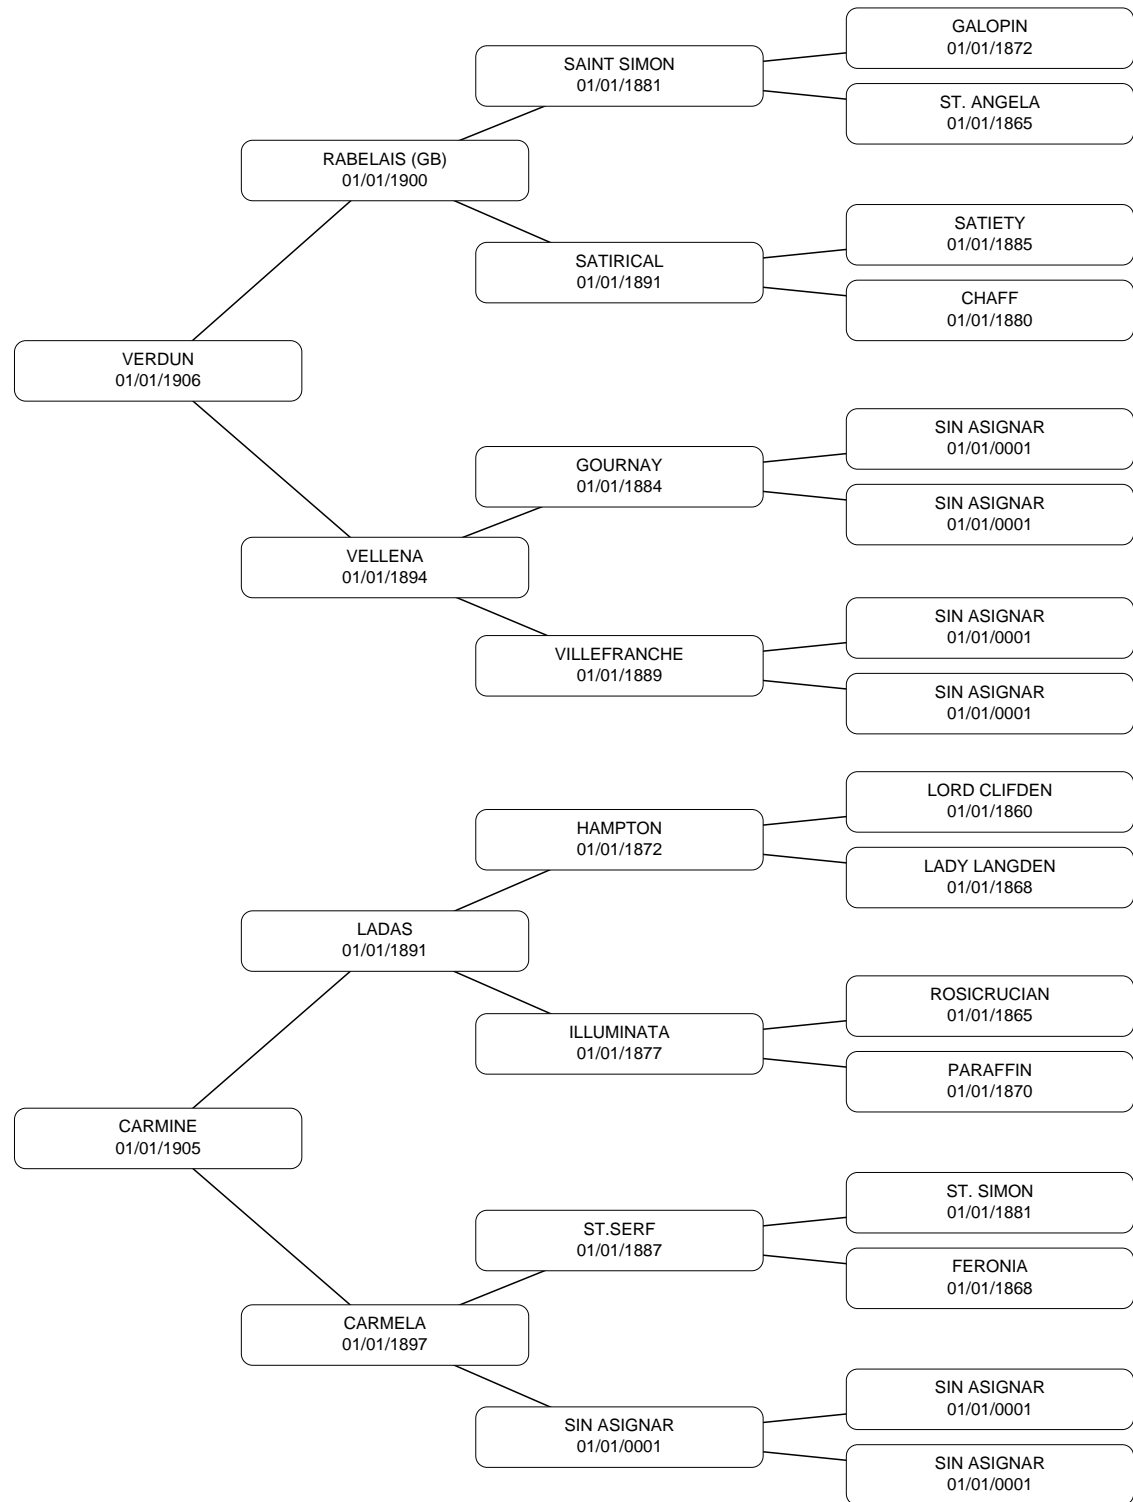 GALOPIN
01/01/1872
SAINT SIMON
01/01/1881
ST. ANGELA
01/01/1865
RABELAIS (GB)
01/01/1900
SATIETY
01/01/1885
SATIRICAL
01/01/1891
CHAFF
01/01/1880
VERDUN
01/01/1906
SIN ASIGNAR
01/01/0001
GOURNAY
01/01/1884
SIN ASIGNAR
01/01/0001
VELLENA
01/01/1894
SIN ASIGNAR
01/01/0001
VILLEFRANCHE
01/01/1889
SIN ASIGNAR
01/01/0001
LORD CLIFDEN
01/01/1860
HAMPTON
01/01/1872
LADY LANGDEN
01/01/1868
LADAS
01/01/1891
ROSICRUCIAN
01/01/1865
ILLUMINATA
01/01/1877
PARAFFIN
01/01/1870
CARMINE
01/01/1905
ST. SIMON
01/01/1881
ST.SERF
01/01/1887
FERONIA
01/01/1868
CARMELA
01/01/1897
SIN ASIGNAR
01/01/0001
SIN ASIGNAR
01/01/0001
SIN ASIGNAR
01/01/0001